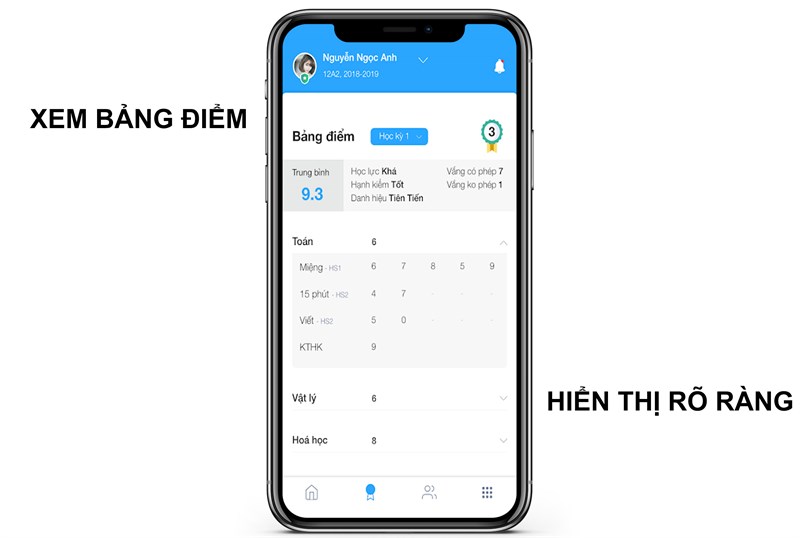 XEM BẢNG ĐIỂM
Nguyễn Ngọc Anh
12A2, 2018-2019
Bảng điểm Học kỳ 1 3
Trung bình
9.3
Học lực Khá Vắng có phép 7
Hạnh kiểm Tốt Vắng ko phép 1
Danh hiệu Tiên Tiến
Toán 6
Miệng - HS1 6 7 8 5 9
15 phút - HS2 4 7 - - -
Viết - HS2 5 0 - - -
KTHK 9
Vật lý 6
Hoá học 8
HIỂN THỊ RÕ RÀNG